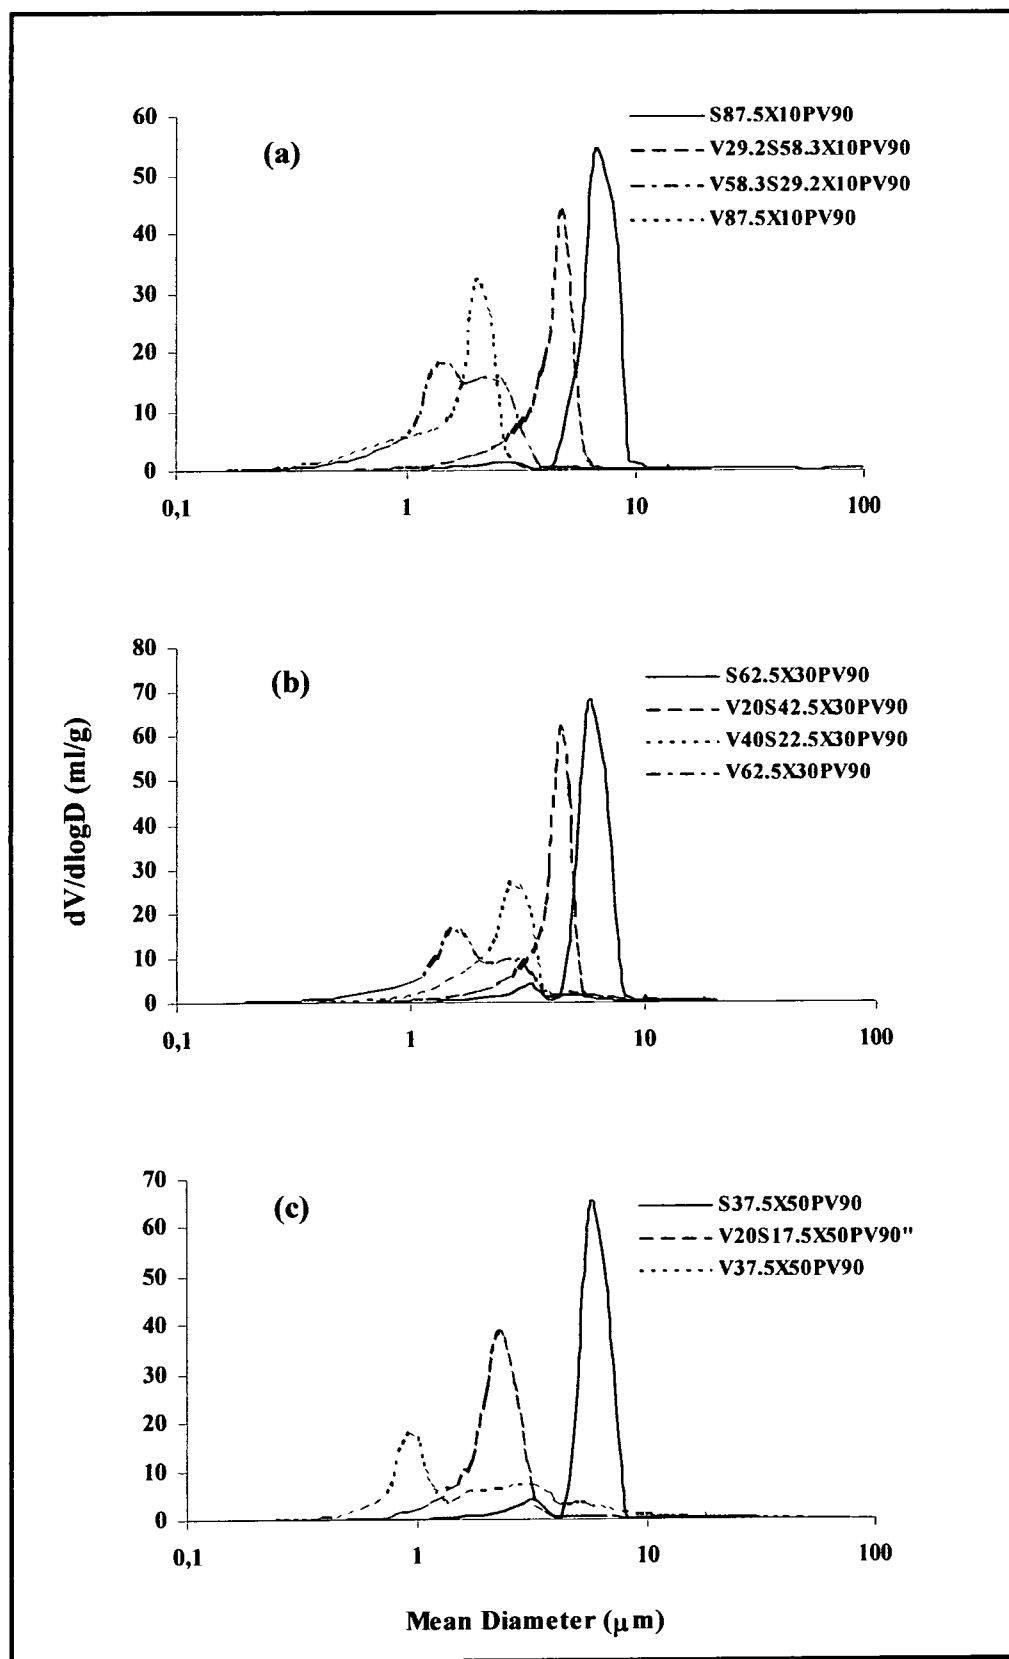 (a)
60
50
40
30
20
10
0
0,1 1 10 100
S87.5X10PV90
V29.2S58.3X10PV90
V58.3S29.2X10PV90
V87.5X10PV90
dV/dlogD (ml/g)
(b)
80
70
60
50
40
30
20
10
0
0,1 1 10 100
S62.5X30PV90
V20S42.5X30PV90
V40S22.5X30PV90
V62.5X30PV90
(c)
70
60
50
40
30
20
10
0
0,1 1 10 100
S37.5X50PV90
V20S17.5X50PV90"
V37.5X50PV90
Mean Diameter (μm)